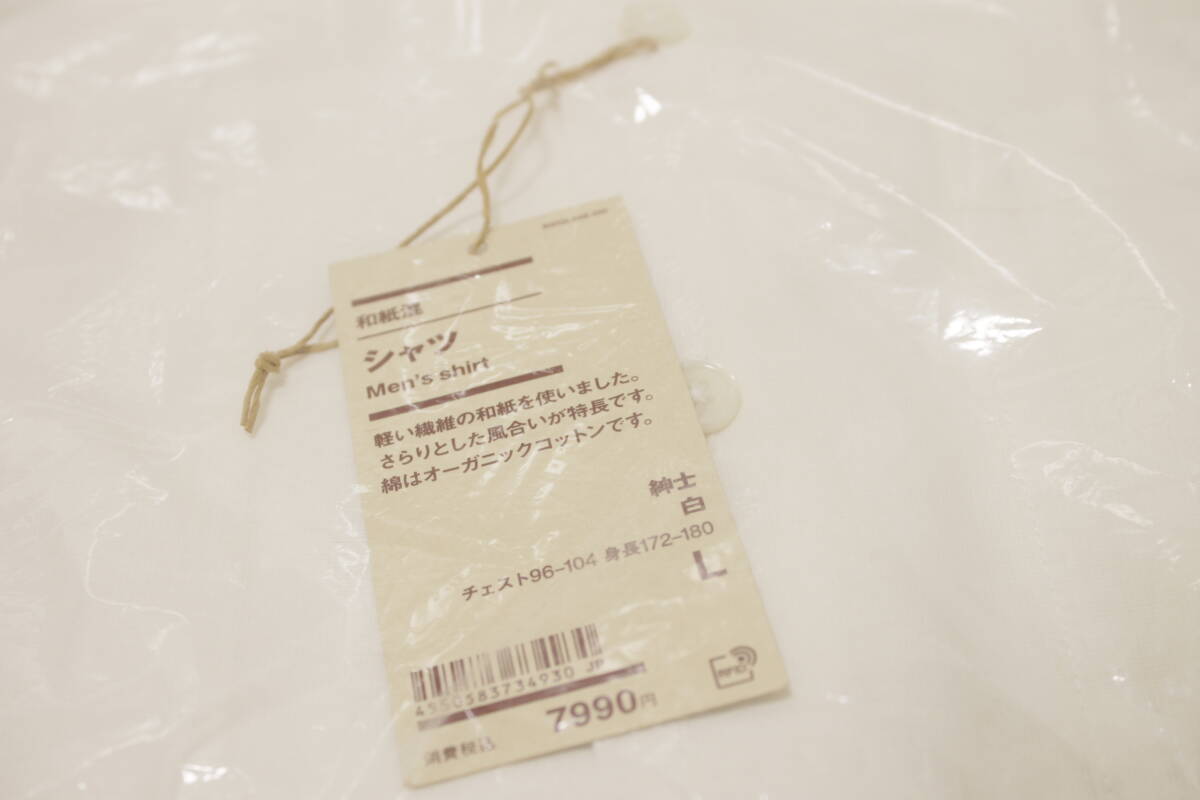 和紙混
シャツ
Men's shirt
軽い繊維の和紙を使いました。
さらりとした風合いが特長です。
綿はオーガニックコットンです。
紳士
白
チェスト96–104 身長172–180
L
4550583734930 JP
RFID
7990円
消費税込